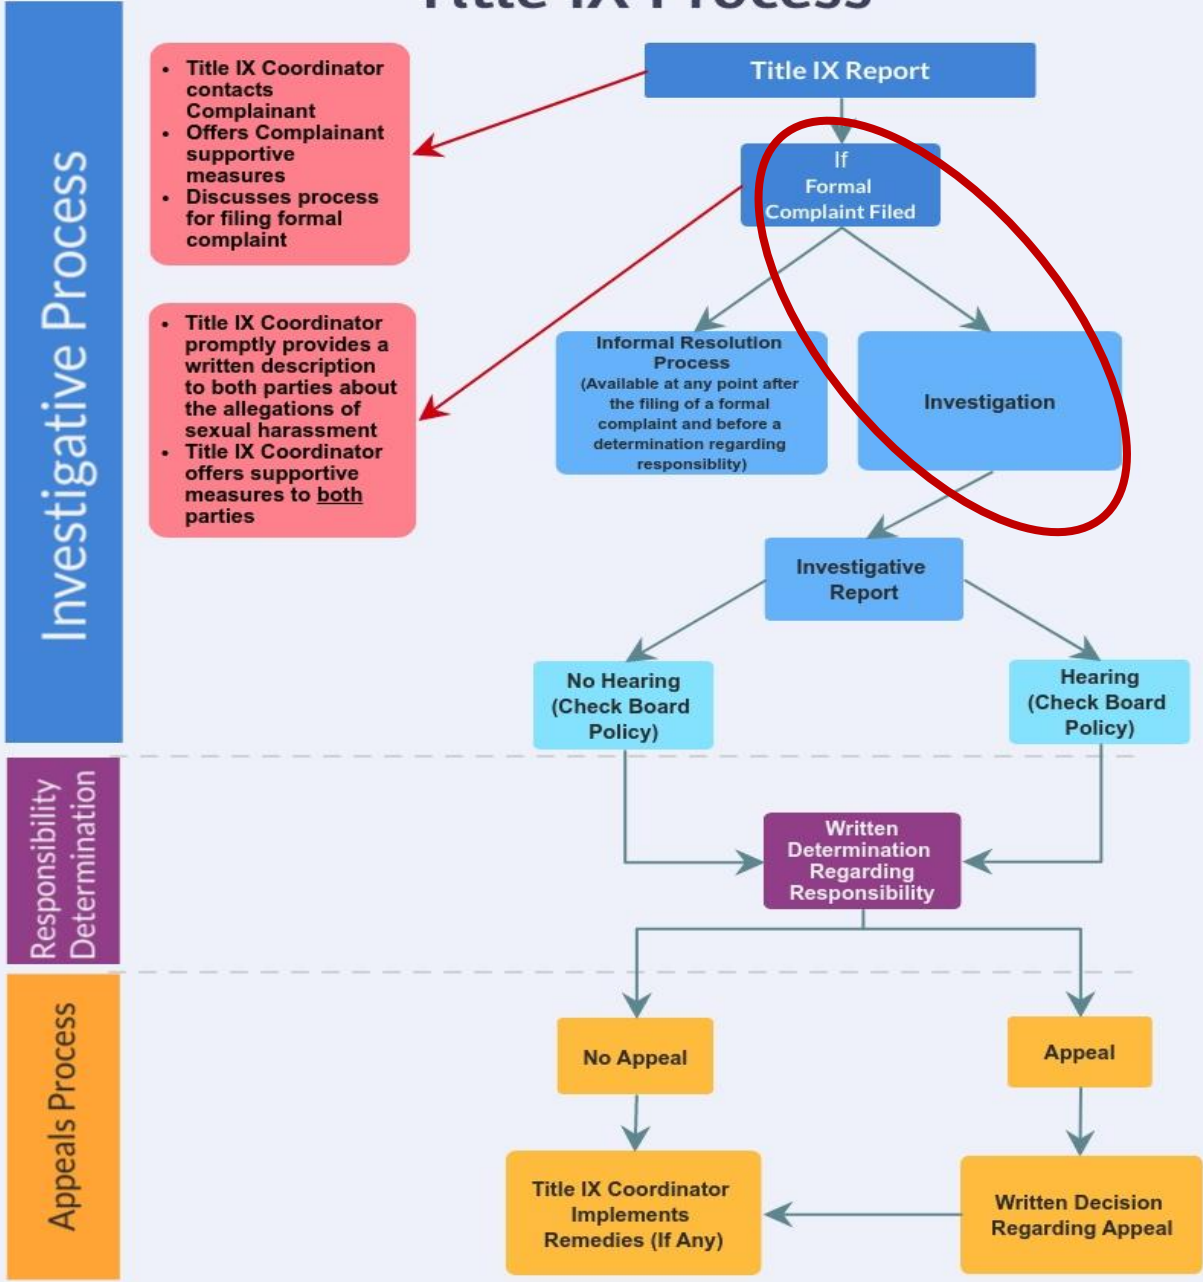 Title IX Process
Investigative Process
• Title IX Coordinator
contacts
Complainant
• Offers Complainant
supportive
measures
• Discusses process
for filing formal
complaint
Title IX Report
If
Formal
Complaint Filed
• Title IX Coordinator
promptly provides a
written description
to both parties about
the allegations of
sexual harassment
• Title IX Coordinator
offers supportive
measures to both
parties
Informal Resolution
Process
(Available at any point after
the filing of a formal
complaint and before a
determination regarding
responsiblity)
Investigation
Investigative
Report
No Hearing
(Check Board
Policy)
Hearing
(Check Board
Policy)
Responsibility
Determination
Written
Determination
Regarding
Responsibility
Appeals Process
No Appeal
Appeal
Title IX Coordinator
Implements
Remedies (If Any)
Written Decision
Regarding Appeal